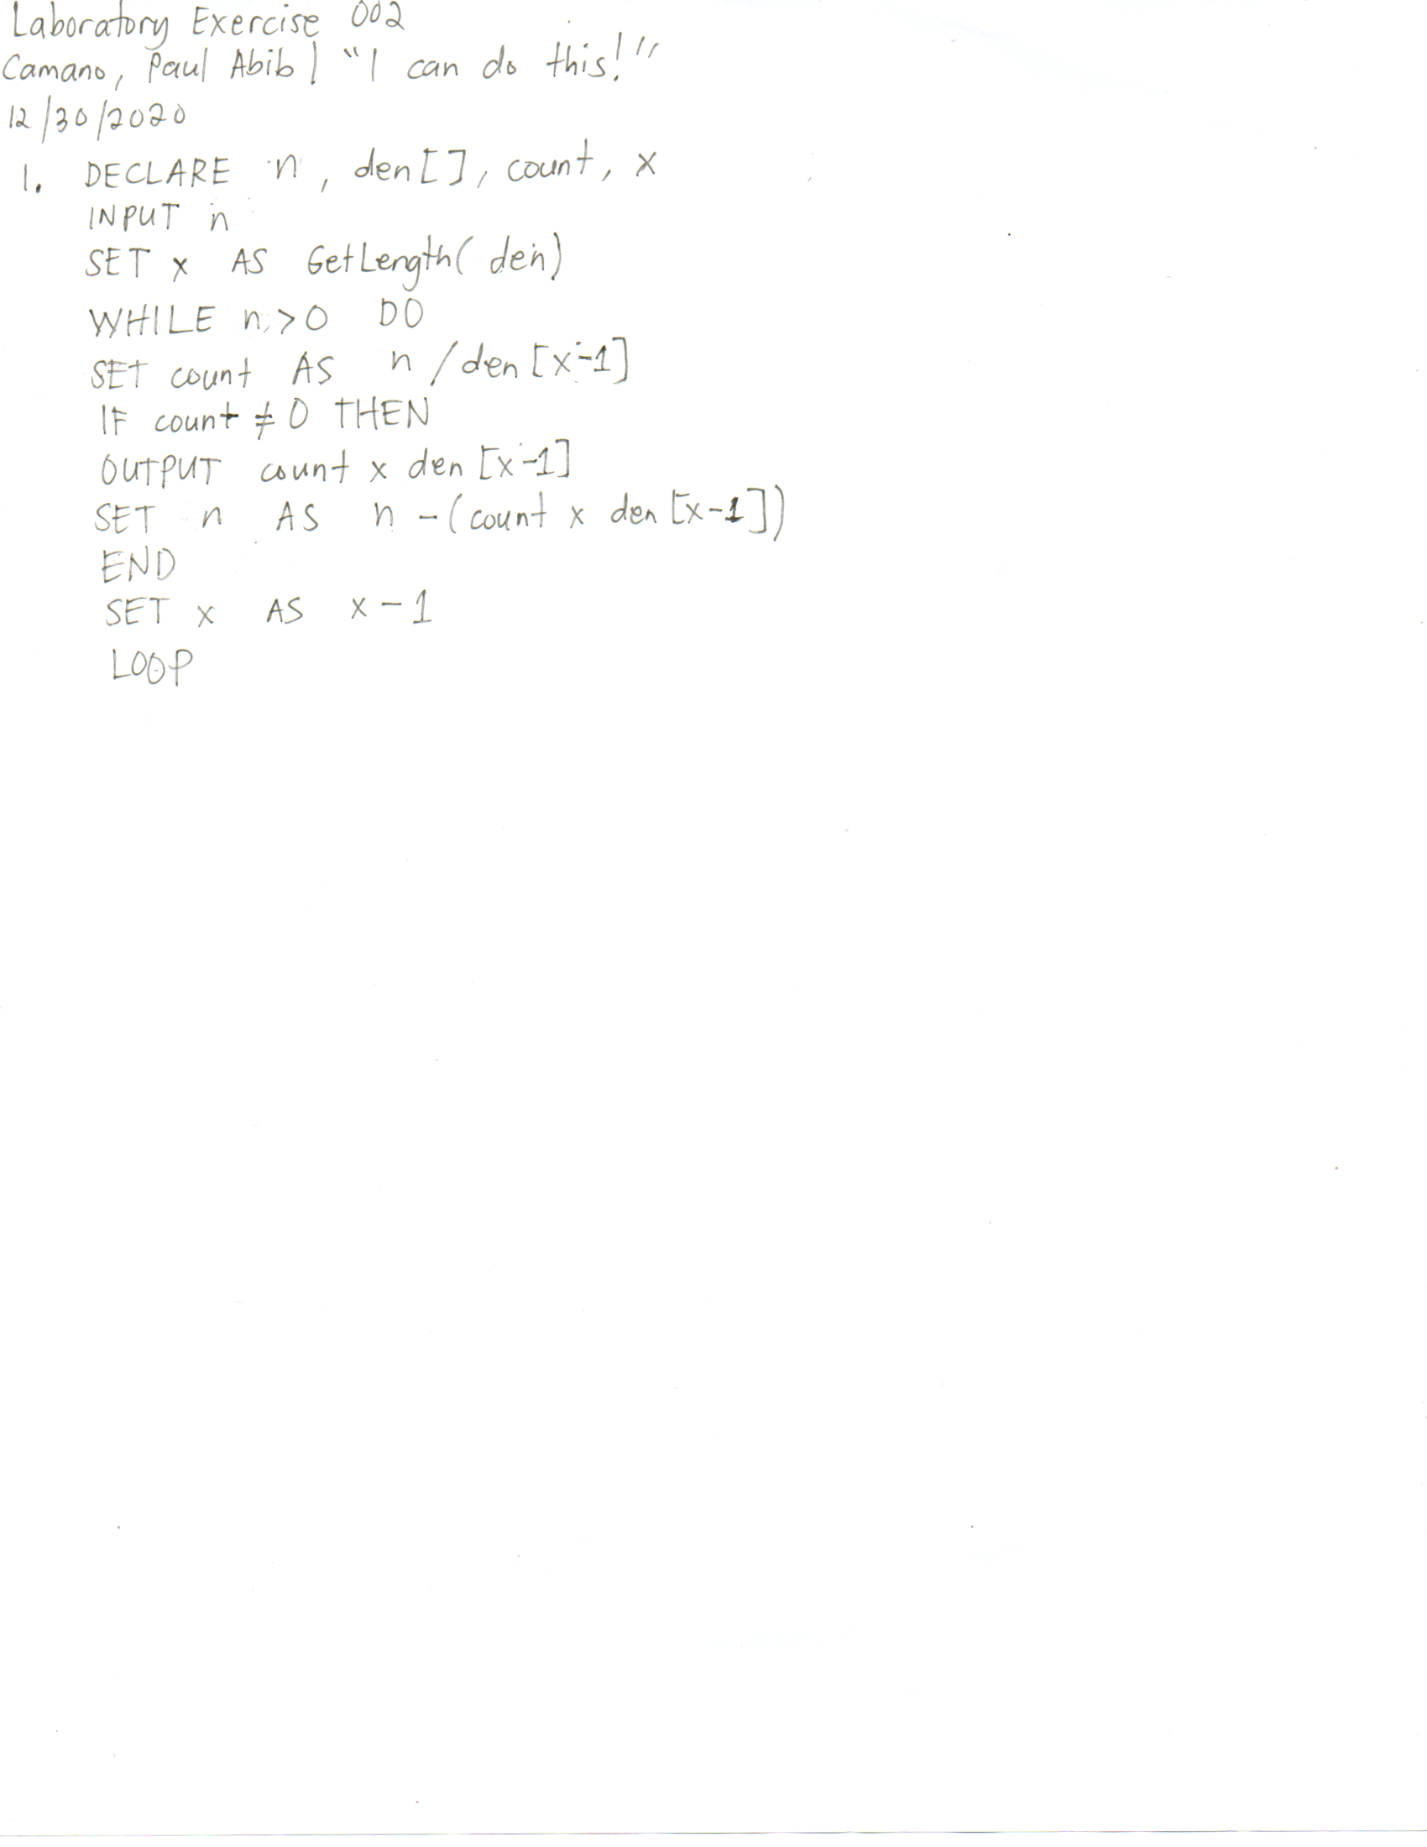 Laboratory Exercise 002
Camano, Paul Abib | "I can do this!"
12/30/2020
1. DECLARE n, den[], count, x
INPUT n
SET x AS GetLength(den)
WHILE n>0 DO
SET count AS n/den[x-1]
IF count ≠ 0 THEN
OUTPUT count x den [x-1]
SET n AS n-(count x den [x-1])
END
SET x AS x-1
LOOP